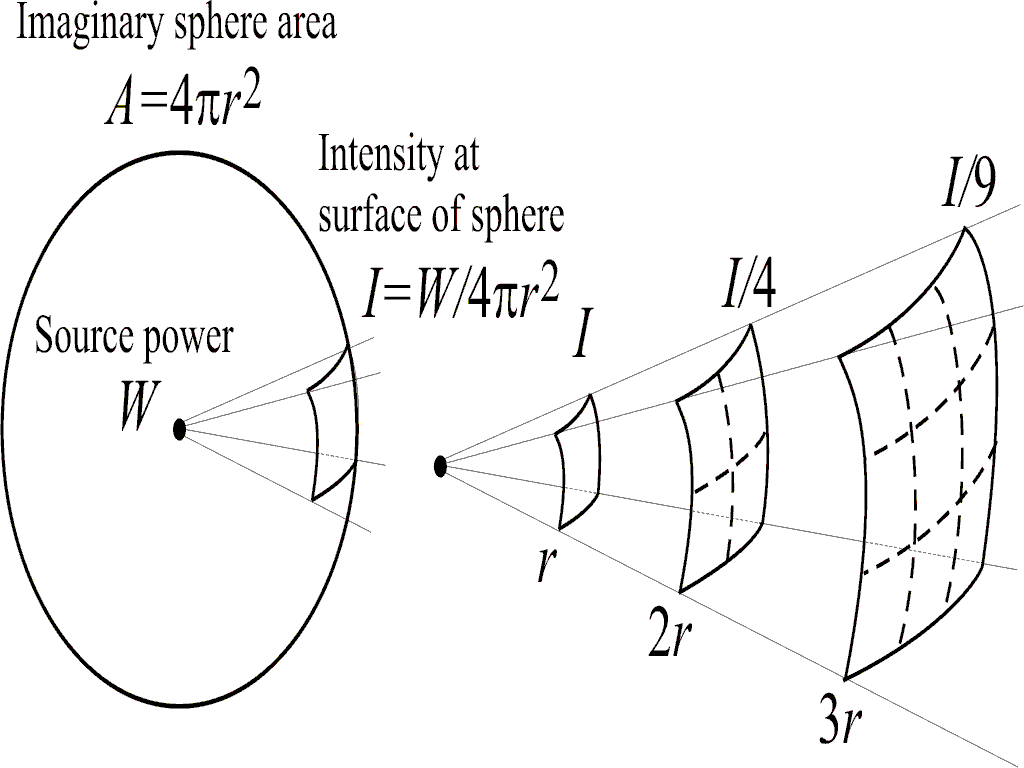 Imaginary sphere area
A=4πr²
Intensity at
surface of sphere
I=W/4πr²
Source power
W
I
I/4
I/9
r
2r
3r